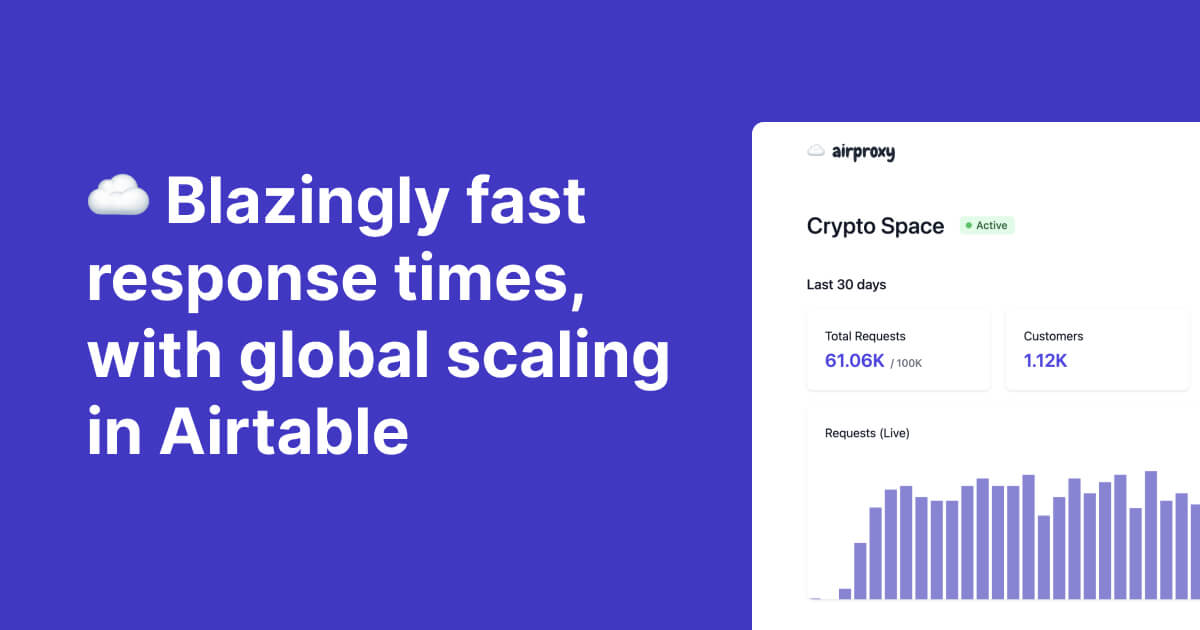 ☁️ Blazingly fast
response times,
with global scaling
in Airtable
airproxy
Crypto Space
Active
Last 30 days
Total Requests
61.06K / 100K
Customers
1.12K
Requests (Live)